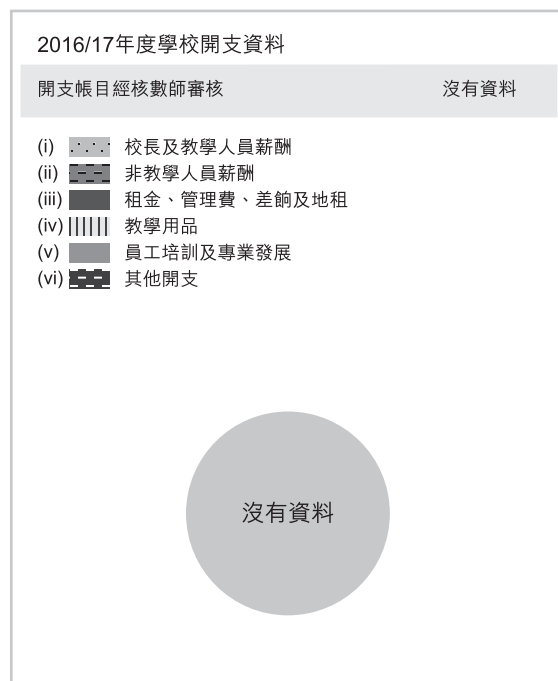 2016/17年度學校開支資料
開支帳目經核數師審核 沒有資料
(i) 校長及教學人員薪酬
(ii) 非教學人員薪酬
(iii) 租金、管理費、差餉及地租
(iv) 教學用品
(v) 員工培訓及專業發展
(vi) 其他開支
沒有資料